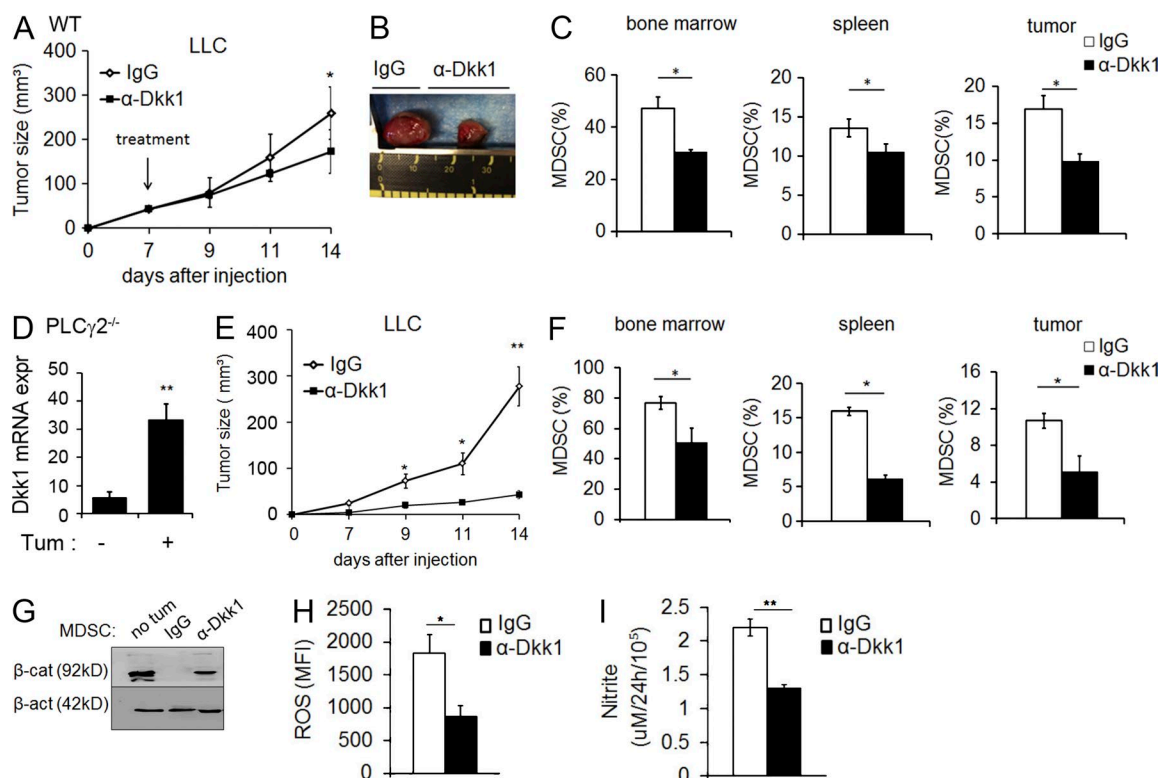 A WT
LLC
Tumor size (mm³)
400
300
200
100
0
IgG
α-Dkk1
treatment
*
0 7 9 11 14
days after injection
B
IgG α-Dkk1
0 10 20 30
0 1
C
bone marrow
MDSC(%)
60
40
20
0
*
spleen
MDSC(%)
20
15
10
5
0
*
tumor
MDSC(%)
20
15
10
5
0
*
IgG
α-Dkk1
D PLCγ2-/-
Dkk1 mRNA expr
50
40
30
20
10
0
**
Tum : - +
E
LLC
Tumor size ( mm³)
400
300
200
100
0
IgG
α-Dkk1
* * **
0 7 9 11 14
days after injection
F
bone marrow
MDSC (%)
100
80
60
40
20
0
*
spleen
MDSC (%)
20
15
10
5
0
*
tumor
MDSC (%)
15
12
9
6
3
0
*
IgG
α-Dkk1
G
MDSC: no tum IgG α-Dkk1
β-cat (92kD)
β-act (42kD)
H
ROS (MFI)
2500
2000
1500
1000
500
0
*
IgG
α-Dkk1
I
Nitrite
(uM/24h/10⁵)
2.5
2
1.5
1
0.5
0
**
IgG
α-Dkk1